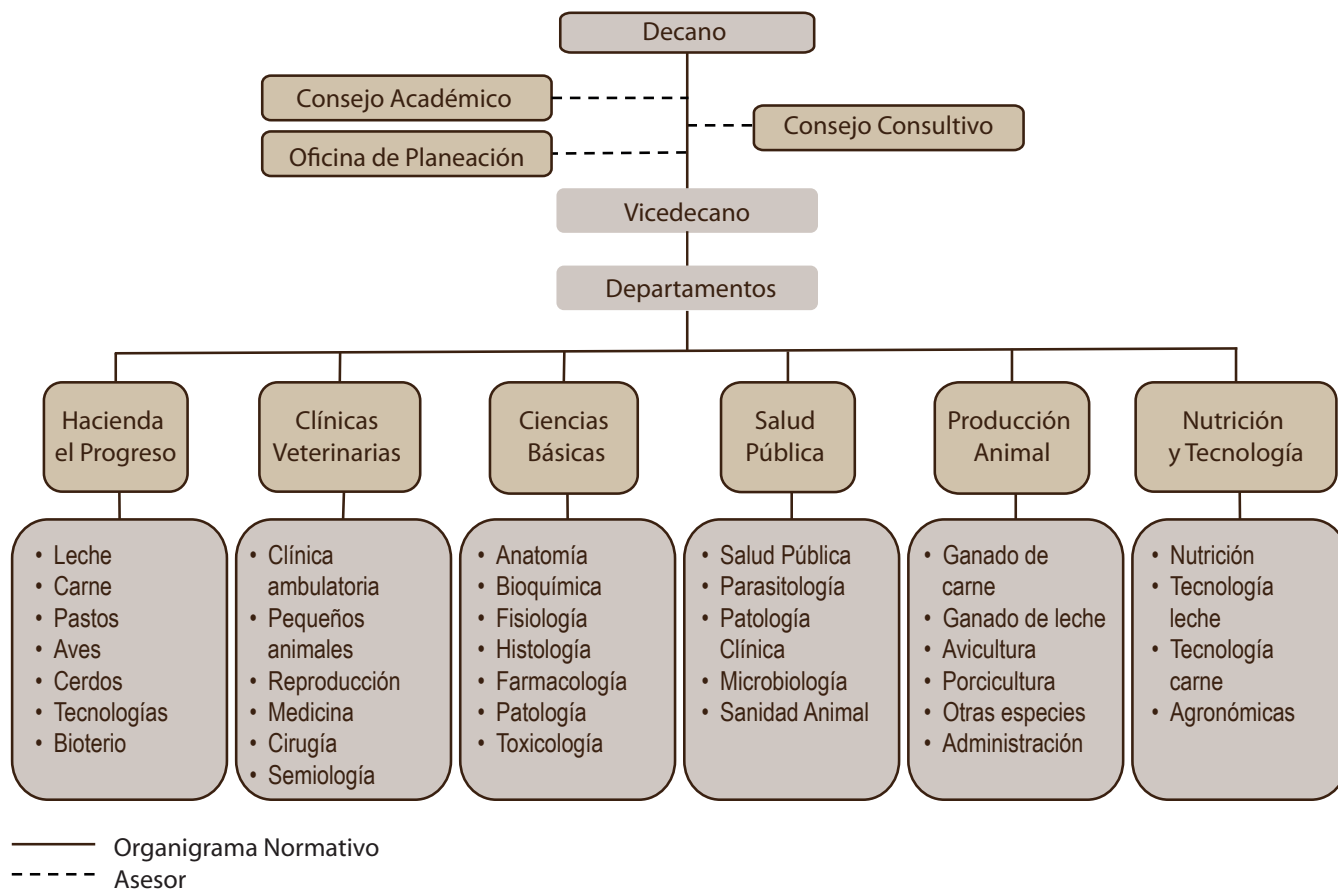 Decano
Consejo Académico
Consejo Consultivo
Oficina de Planeación
Vicedecano
Departamentos
Hacienda
el Progreso
Clínicas
Veterinarias
Ciencias
Básicas
Salud
Pública
Producción
Animal
Nutrición
y Tecnología
• Leche
• Carne
• Pastos
• Aves
• Cerdos
• Tecnologías
• Bioterio
• Clínica
ambulatoria
• Pequeños
animales
• Reproducción
• Medicina
• Cirugía
• Semiología
• Anatomía
• Bioquímica
• Fisiología
• Histología
• Farmacología
• Patología
• Toxicología
• Salud Pública
• Parasitología
• Patología
Clínica
• Microbiología
• Sanidad Animal
• Ganado de
carne
• Ganado de leche
• Avicultura
• Porcicultura
• Otras especies
• Administración
• Nutrición
• Tecnología
leche
• Tecnología
carne
• Agronómicas
Organigrama Normativo
Asesor